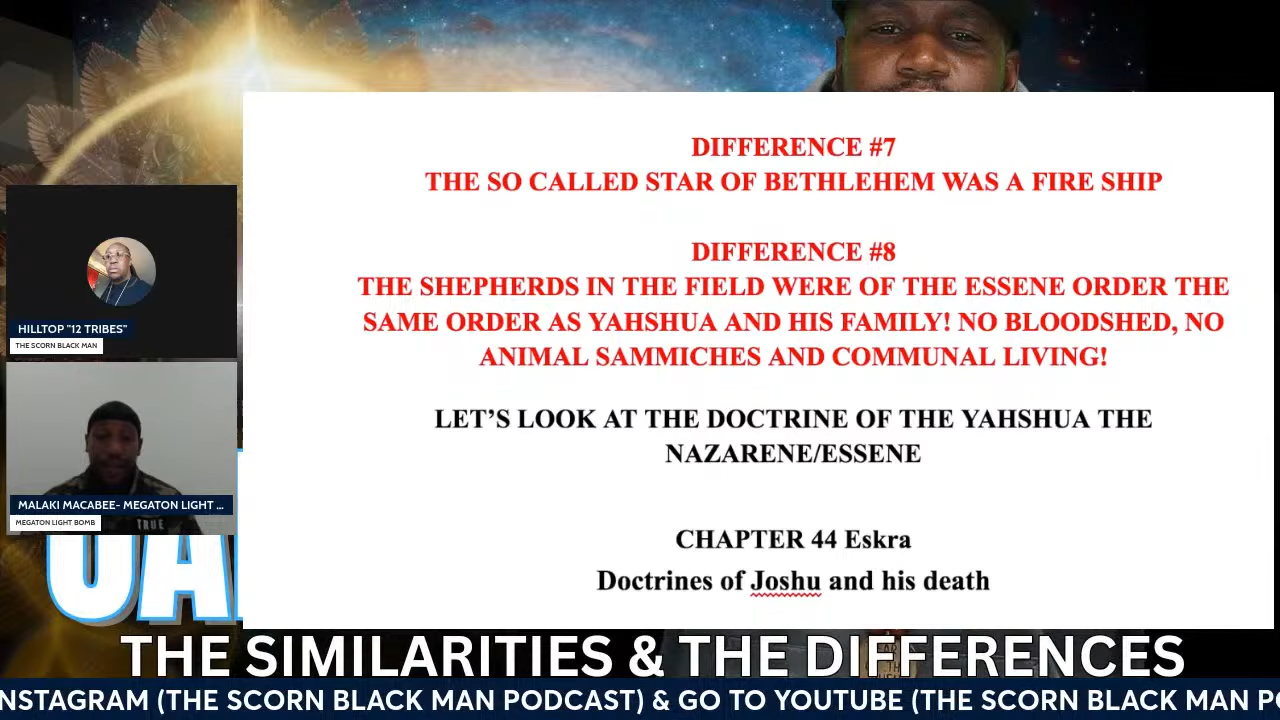 DIFFERENCE #7
THE SO CALLED STAR OF BETHLEHEM WAS A FIRE SHIP
DIFFERENCE #8
THE SHEPHERDS IN THE FIELD WERE OF THE ESSENE ORDER THE
SAME ORDER AS YAHSHUA AND HIS FAMILY! NO BLOODSHED, NO
ANIMAL SAMMICHES AND COMMUNAL LIVING!
LET’S LOOK AT THE DOCTRINE OF THE YAHSHUA THE
NAZARENE/ESSENE
CHAPTER 44 Eskra
Doctrines of Joshu and his death
HILLTOP "12 TRIBES"
THE SCORN BLACK MAN
MALAKI MACABEE- MEGATON LIGHT ...
MEGATON LIGHT BOMB
TRUE
THE SIMILARITIES & THE DIFFERENCES
NSTAGRAM (THE SCORN BLACK MAN PODCAST) & GO TO YOUTUBE (THE SCORN BLACK MAN P